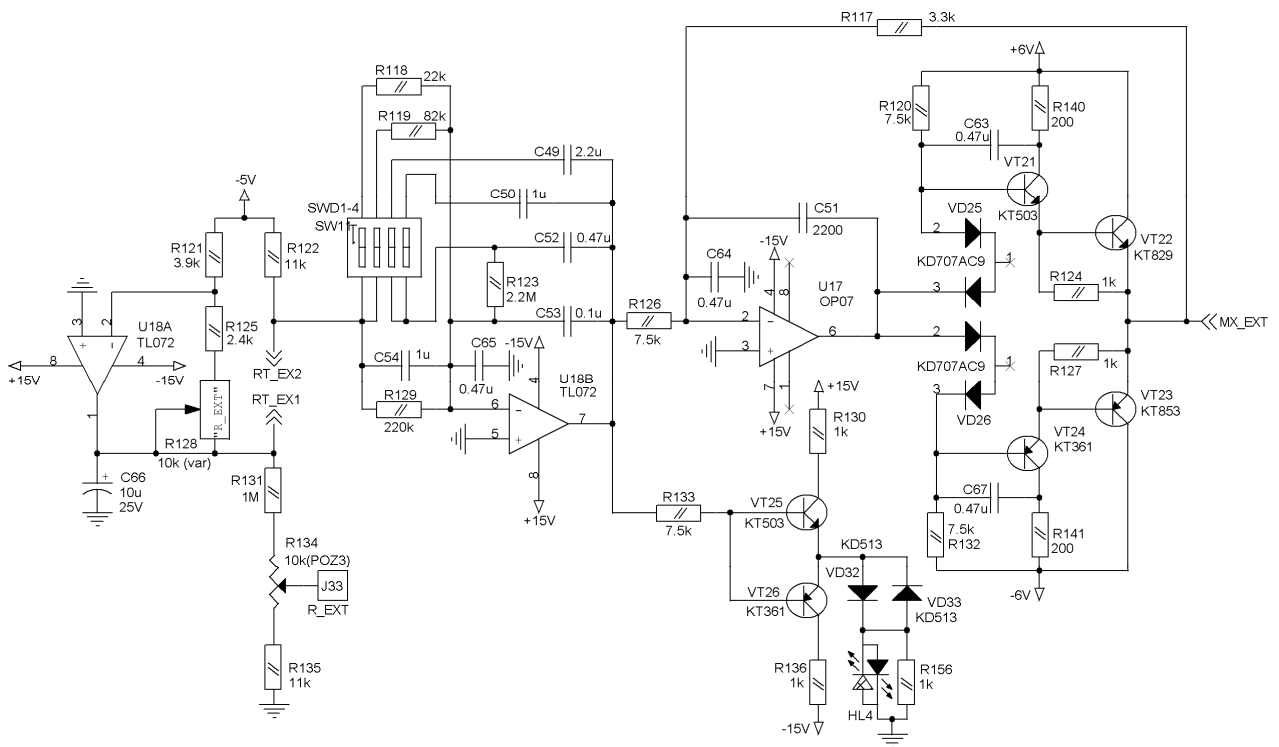 R117 3.3k
+6V
R118 22k
R119 82k
R120 7.5k
R140 200
C63 0.47u
VT21
KT503
C49 2.2u
C50 1u
-5V
SWD1-4
SW11
C51 2200
VD25
2
1
KD707AC9
3
VT22
KT829
R121 3.9k
R122 11k
C52 0.47u
C64 0.47u
-15V
4
8
U17
OP07
R124 1k
R123 2.2M
3
2
U18A
TL072
R125 2.4k
C53 0.1u
R126 7.5k
2
3
6
7
1
+15V
MX_EXT
2
1
KD707AC9
3
VD26
R127 1k
8
4
+15V
-15V
1
RT_EX2
RT_EX1
C54 1u
C65 0.47u
-15V
4
U18B
TL072
6
5
7
8
+15V
R129 220k
"R_EXT"
R128
10k (var)
+15V
R130 1k
VT23
KT853
VT24
KT361
C66 10u 25V
R131 1M
R133 7.5k
VT25
KT503
C67 0.47u
7.5k
R132
R141 200
-6V
R134
10k(POZ3)
J33
R_EXT
KD513
VD32
VT26
KT361
VD33
KD513
R135 11k
R136 1k
-15V
HL4
R156 1k